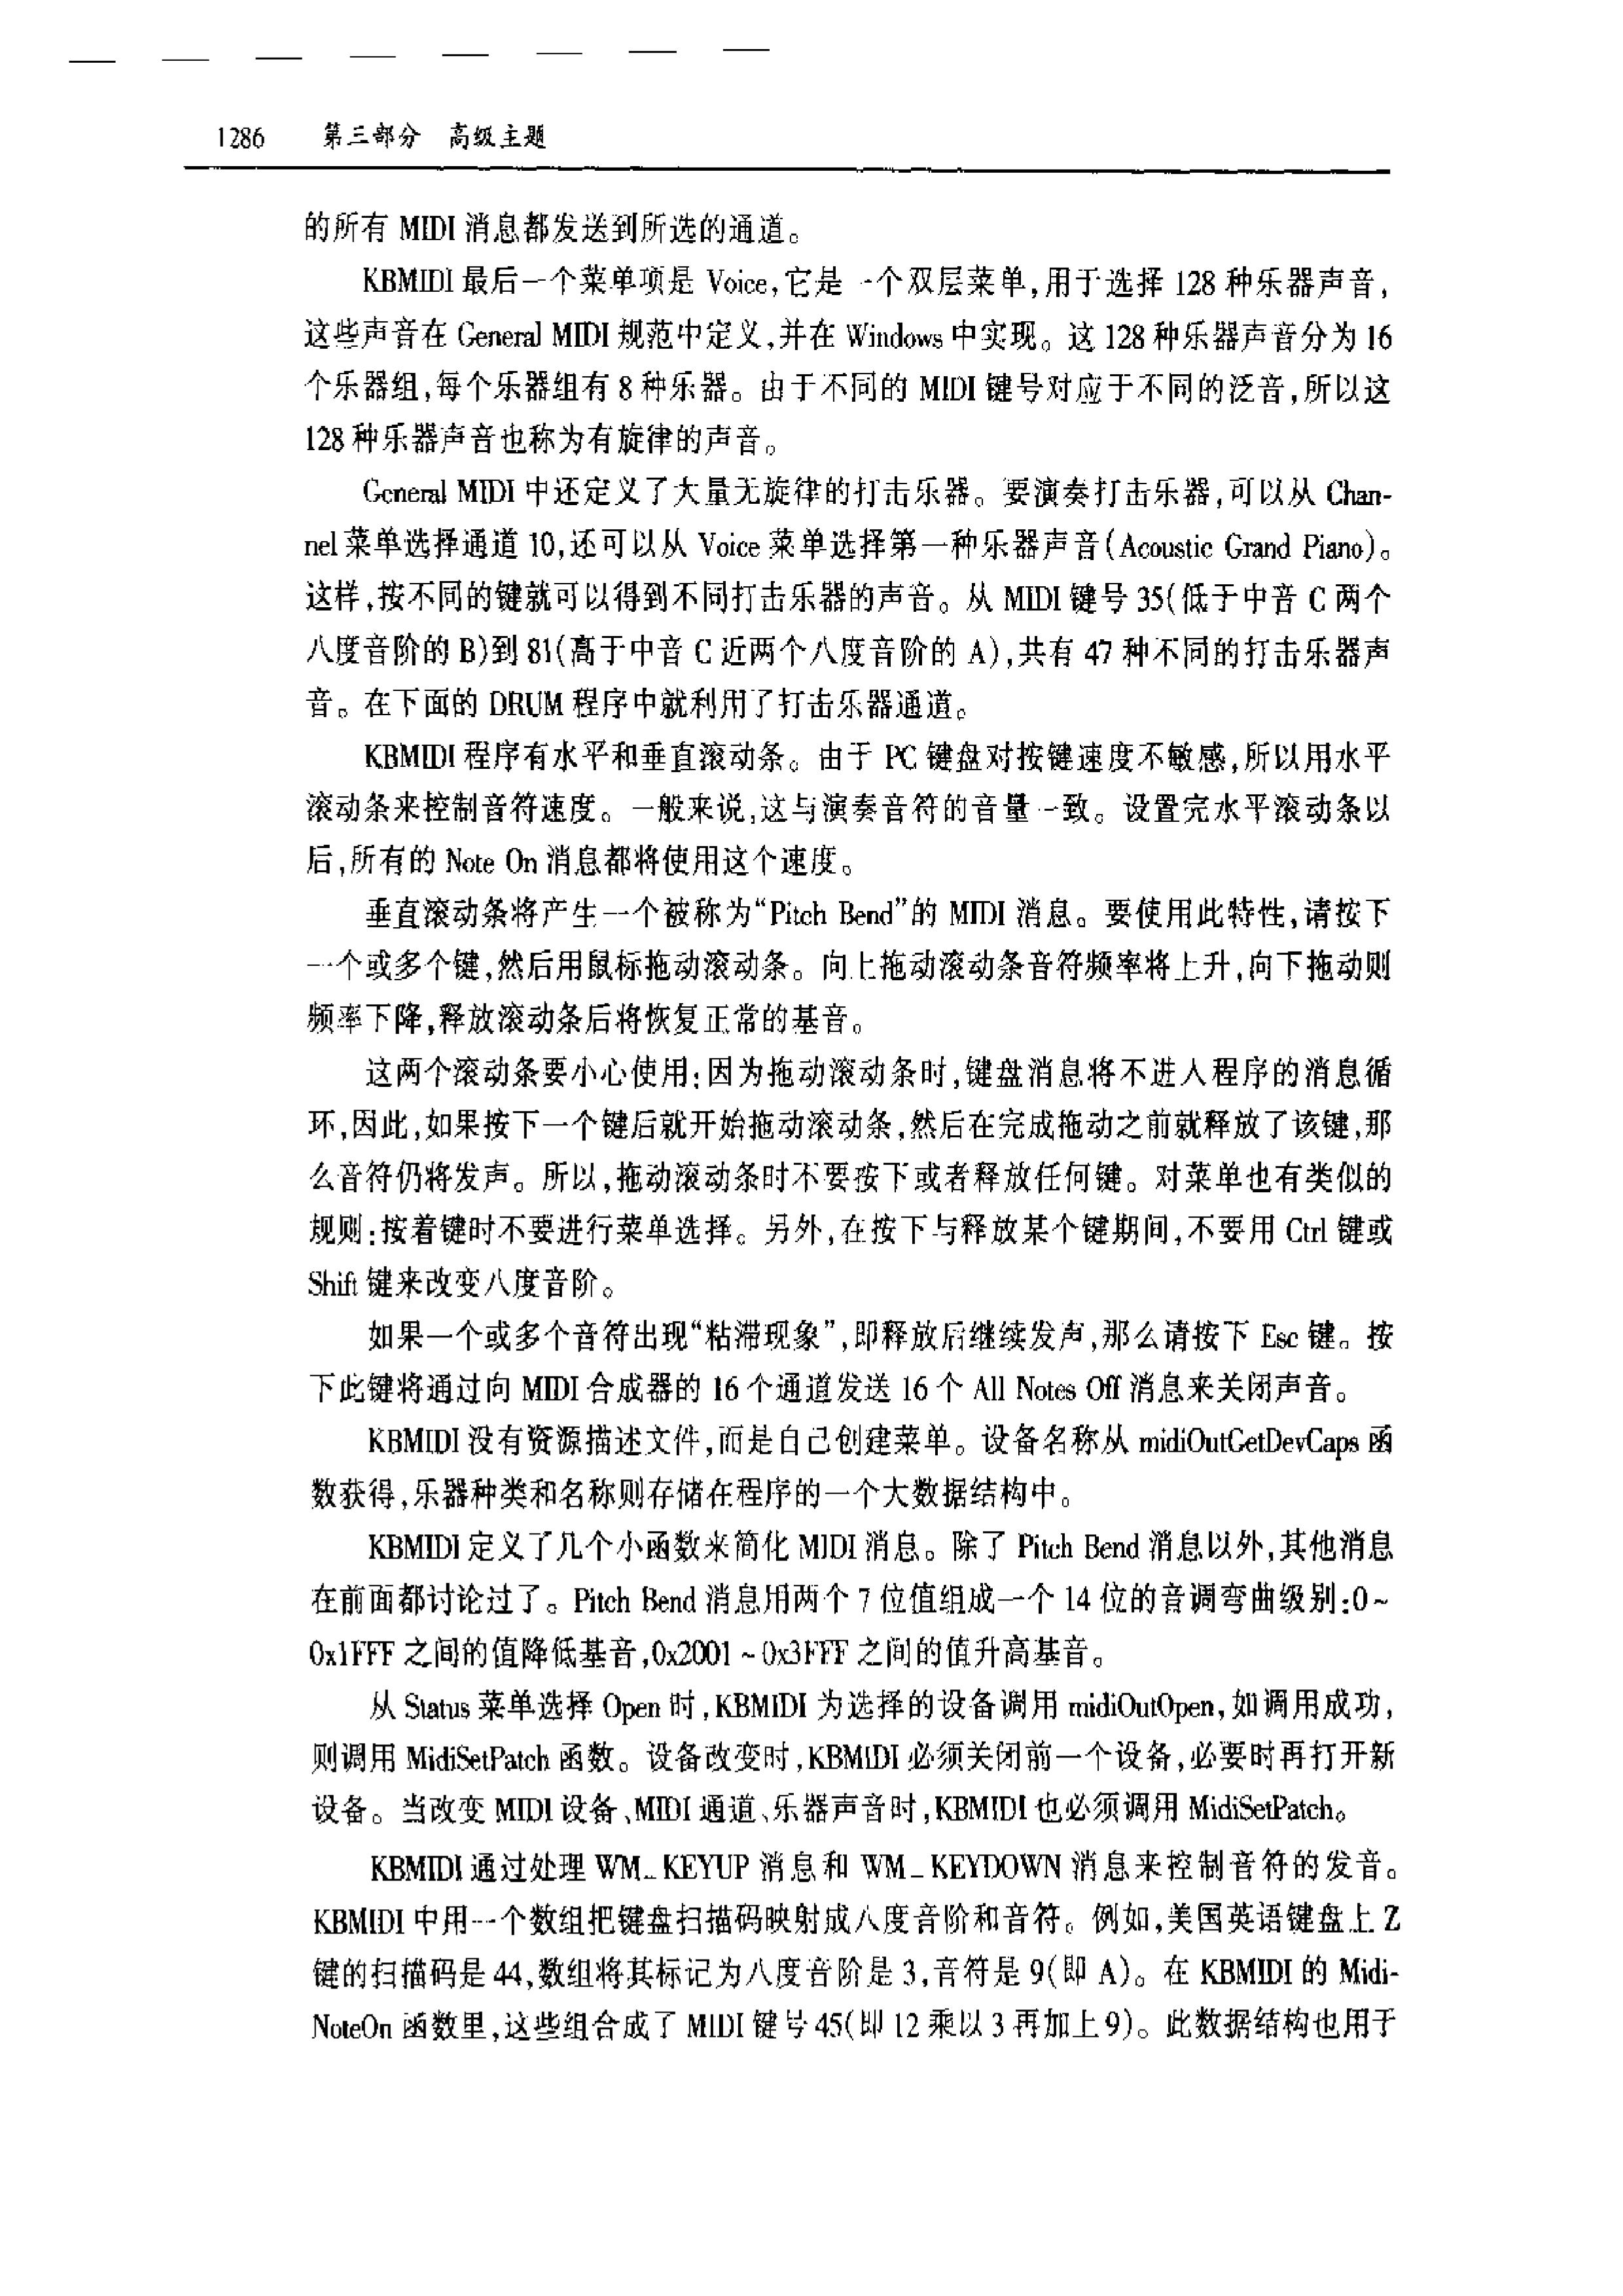 1286 第三部分 高级主题
的所有 MIDI 消息都发送到所选的通道。
KBMIDI 最后一个菜单项是 Voice,它是一个双层菜单,用于选择 128 种乐器声音,
这些声音在 General MIDI 规范中定义,并在 Windows 中实现。这 128 种乐器声音分为 16
个乐器组,每个乐器组有 8 种乐器。由于不同的 MIDI 键号对应于不同的泛音,所以这
128 种乐器声音也称为有旋律的声音。
General MIDI 中还定义了大量无旋律的打击乐器。要演奏打击乐器,可以从 Chan-
nel 菜单选择通道 10,还可以从 Voice 菜单选择第一种乐器声音(Acoustic Grand Piano)。
这样,按不同的键就可以得到不同打击乐器的声音。从 MIDI 键号 35(低于中音 C 两个
八度音阶的 B)到 81(高于中音 C 近两个八度音阶的 A),共有 47 种不同的打击乐器声
音。在下面的 DRUM 程序中就利用了打击乐器通道。
KBMIDI 程序有水平和垂直滚动条。由于 PC 键盘对按键速度不敏感,所以用水平
滚动条来控制音符速度。一般来说,这与演奏音符的音量一致。设置完水平滚动条以
后,所有的 Note On 消息都将使用这个速度。
垂直滚动条将产生一个被称为“Pitch Bend”的 MIDI 消息。要使用此特性,请按下
一个或多个键,然后用鼠标拖动滚动条。向上拖动滚动条音符频率将上升,向下拖动则
频率下降,释放滚动条后将恢复正常的基音。
这两个滚动条要小心使用;因为拖动滚动条时,键盘消息将不进入程序的消息循
环,因此,如果按下一个键后就开始拖动滚动条,然后在完成拖动之前就释放了该键,那
么音符仍将发声。所以,拖动滚动条时不要按下或者释放任何键。对菜单也有类似的
规则:按着键时不要进行菜单选择。另外,在按下与释放某个键期间,不要用 Ctrl 键或
Shift 键来改变八度音阶。
如果一个或多个音符出现“粘滞现象”,即释放后继续发声,那么请按下 Esc 键。按
下此键将通过向 MIDI 合成器的 16 个通道发送 16 个 All Notes Off 消息来关闭声音。
KBMIDI 没有资源描述文件,而是自己创建菜单。设备名称从 midiOutGetDevCaps 函
数获得,乐器种类和名称则存储在程序的一个大数据结构中。
KBMIDI 定义了几个小函数来简化 MIDI 消息。除了 Pitch Bend 消息以外,其他消息
在前面都讨论过了。Pitch Bend 消息用两个 7 位值组成一个 14 位的音调弯曲级别:0~
0x1FFF 之间的值降低基音,0x2001~0x3FFF 之间的值升高基音。
从 Status 菜单选择 Open 时,KBMIDI 为选择的设备调用 midiOutOpen,如调用成功,
则调用 MidiSetPatch 函数。设备改变时,KBMIDI 必须关闭前一个设备,必要时再打开新
设备。当改变 MIDI 设备、MIDI 通道、乐器声音时,KBMIDI 也必须调用 MidiSetPatch。
KBMIDI 通过处理 WM_KEYUP 消息和 WM_KEYDOWN 消息来控制音符的发音。
KBMIDI 中用一个数组把键盘扫描码映射成八度音阶和音符。例如,美国英语键盘上 Z
键的扫描码是 44,数组将其标记为八度音阶是 3,音符是 9(即 A)。在 KBMIDI 的 Midi-
NoteOn 函数里,这些组合成了 MIDI 键号 45(即 12 乘以 3 再加上 9)。此数据结构也用于